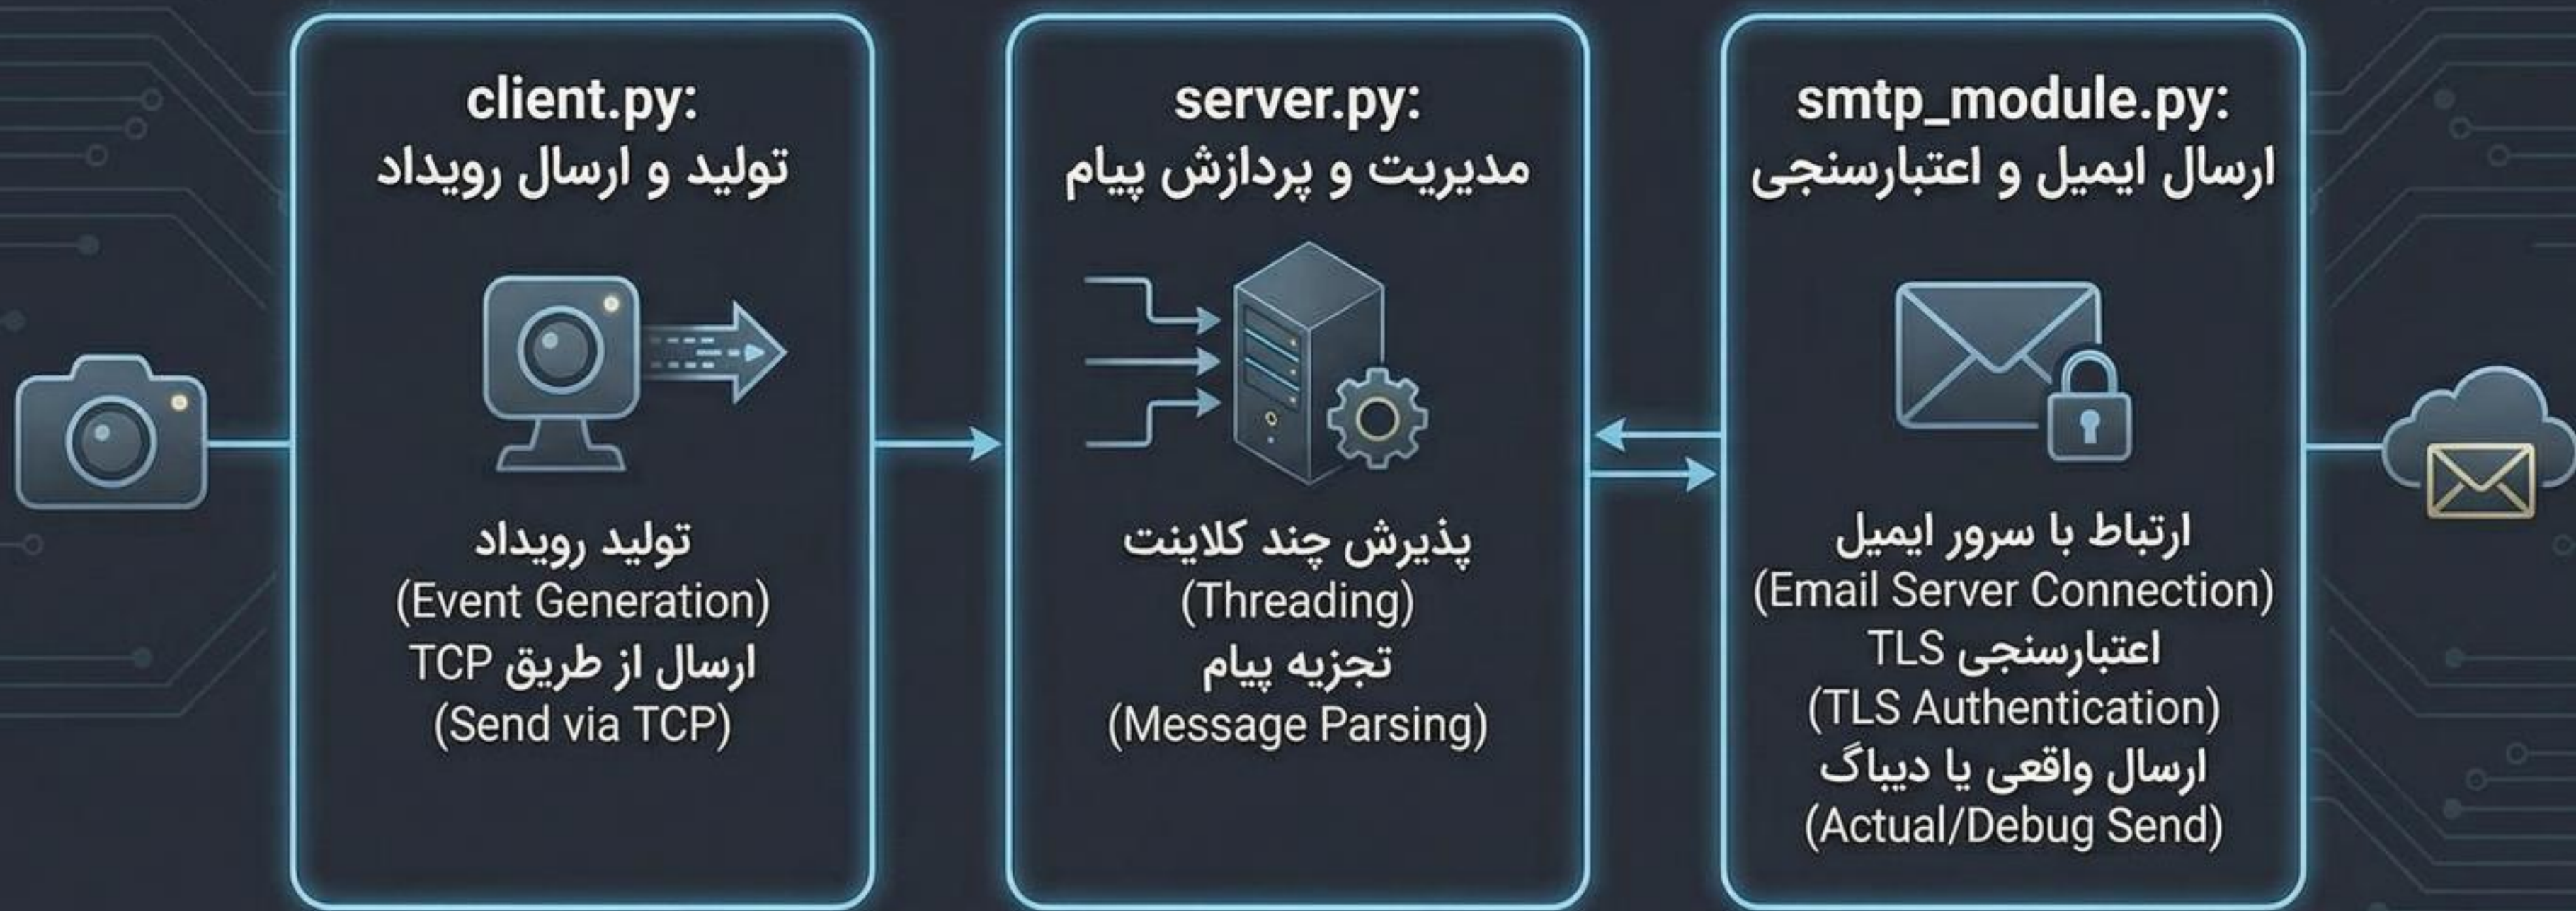 client.py:
تولید و ارسال رویداد
تولید رویداد
(Event Generation)
ارسال از طریق TCP
(Send via TCP)
server.py:
مدیریت و پردازش پیام
پذیرش چند کلاینت
(Threading)
تجزیه پیام
(Message Parsing)
smtp_module.py:
ارسال ایمیل و اعتبارسنجی
ارتباط با سرور ایمیل
(Email Server Connection)
اعتبارسنجی TLS
(TLS Authentication)
ارسال واقعی یا دیباگ
(Actual/Debug Send)